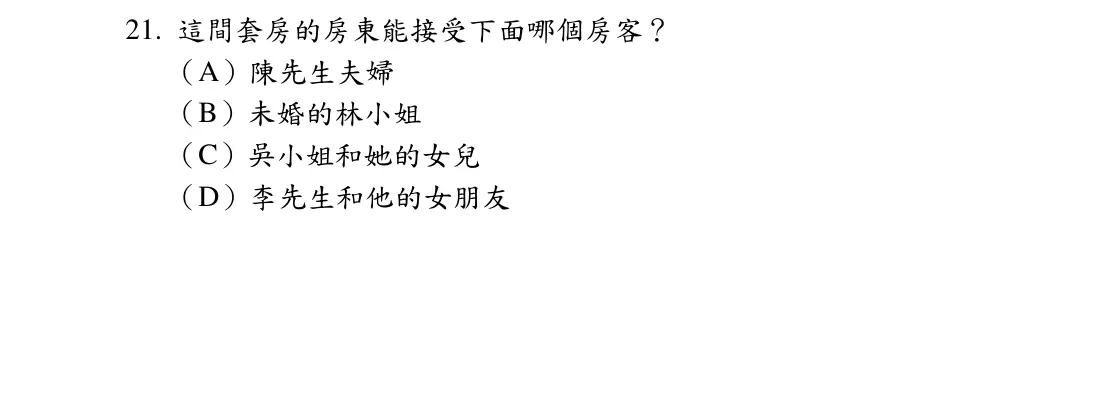 21. 這間套房的房東能接受下面哪個房客？
（A）陳先生夫婦
（B）未婚的林小姐
（C）吳小姐和她的女兒
（D）李先生和他的女朋友